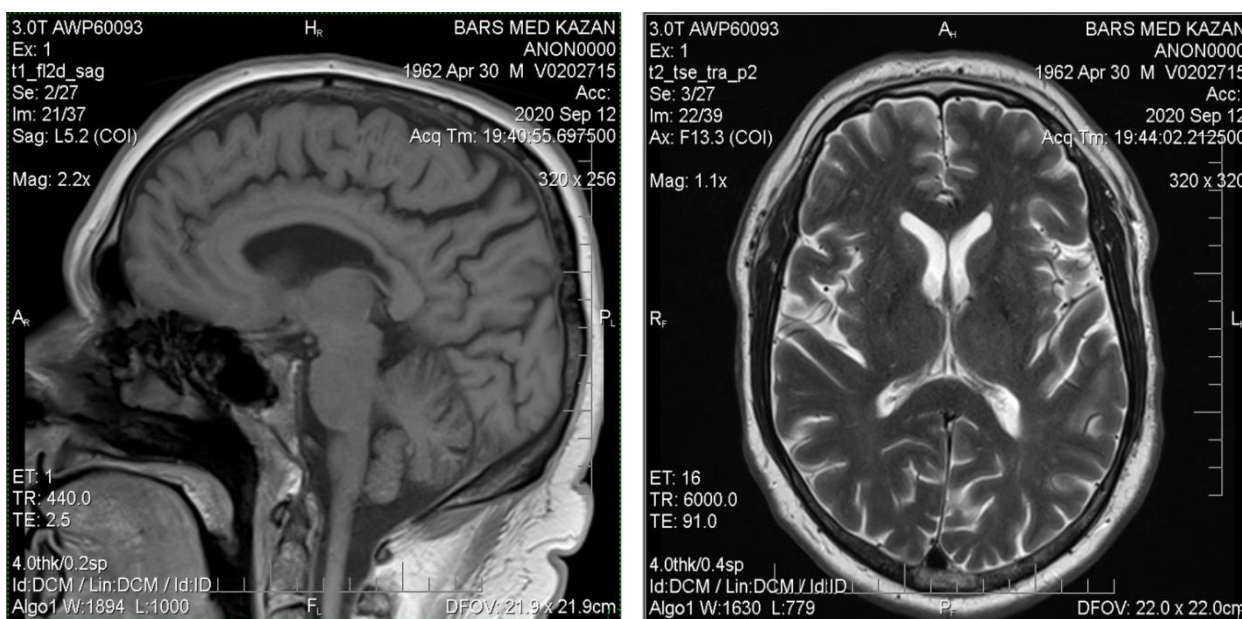 3.0T AWP60093
Ex: 1
t1_fl2d_sag
Se: 2/27
Im: 21/37
Sag: L5.2 (COI)
Mag: 2.2x
HR
BARS MED KAZAN
ANON0000
1962 Apr 30 M V0202715
Acc:
2020 Sep 12
Acq Tm: 19:40:55.697500
320 x 256
AR
PL
ET: 1
TR: 440.0
TE: 2.5
4.0thk/0.2sp
Id:DCM / Lin:DCM / Id:ID
Algo1 W:1894 L:1000
FL
DFOV: 21.9 x 21.9cm
3.0T AWP60093
Ex: 1
t2_tse_tra_p2
Se: 3/27
Im: 22/39
Ax: F13.3 (COI)
Mag: 1.1x
AH
BARS MED KAZAN
ANON0000
1962 Apr 30 M V0202715
Acc:
2020 Sep 12
Acq Tm: 19:44:02.212500
320 x 320
RF
ET: 16
TR: 6000.0
TE: 91.0
4.0thk/0.4sp
Id:DCM / Lin:DCM / Id:ID
Algo1 W:1630 L:779
PF
DFOV: 22.0 x 22.0cm